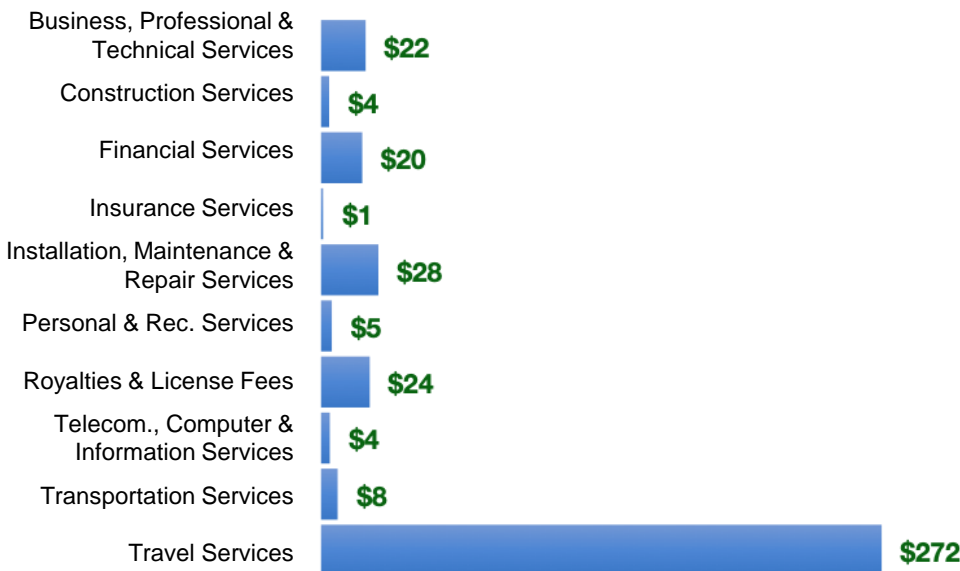 Business, Professional &
Technical Services
$22
Construction Services
$4
Financial Services
$20
Insurance Services
$1
Installation, Maintenance &
Repair Services
$28
Personal & Rec. Services
$5
Royalties & License Fees
$24
Telecom., Computer &
Information Services
$4
Transportation Services
$8
Travel Services
$272